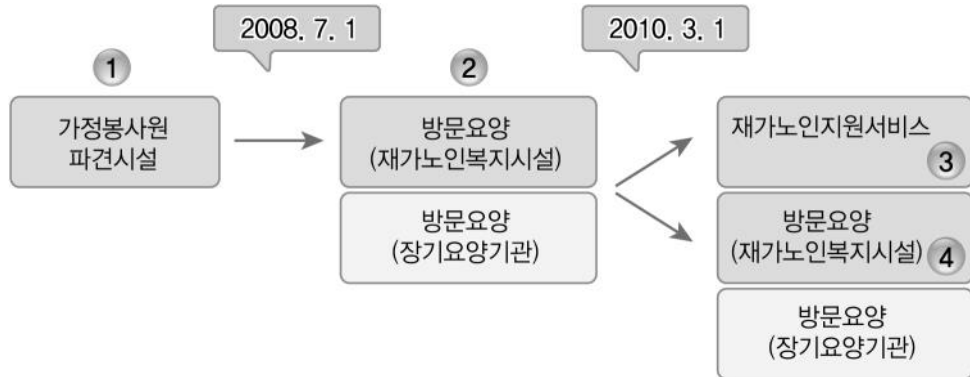 2008. 7. 1
2010. 3. 1
①
②
가정봉사원
파견시설
방문요양
(재가노인복지시설)
방문요양
(장기요양기관)
재가노인지원서비스
③
방문요양
(재가노인복지시설)
④
방문요양
(장기요양기관)